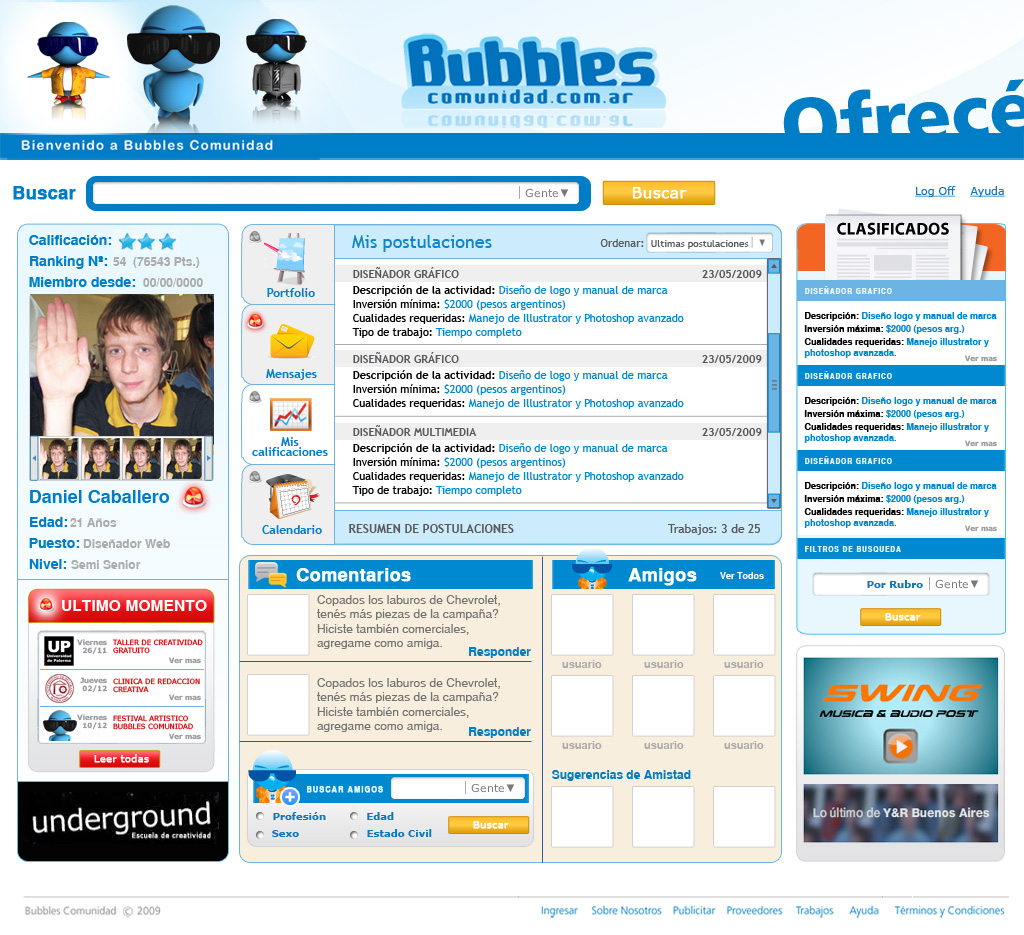 Bubbles
comunidad.com.ar
Ofrecé
Bienvenido a Bubbles Comunidad
Buscar
Gente▼
Buscar
Log Off
Ayuda
Calificación:
Ranking Nº: 54 (76543 Pts.)
Miembro desde: 00/00/0000
Daniel Caballero
Edad: 21 Años
Puesto: Diseñador Web
Nivel: Semi Senior
ULTIMO MOMENTO
UP
Universidad
de Palermo
Viernes
26/11
TALLER DE CREATIVIDAD
GRATUITO
Ver mas
Jueves
02/12
CLINICA DE REDACCION
CREATIVA
Ver mas
Viernes
10/12
FESTIVAL ARTISTICO
BUBBLES COMUNIDAD
Ver mas
Leer todas
underground
Escuela de creatividad
Portfolio
Mensajes
Mis
calificaciones
Calendario
Mis postulaciones
Ordenar:
Ultimas postulaciones ▼
DISEÑADOR GRÁFICO 23/05/2009
Descripción de la actividad: Diseño de logo y manual de marca
Inversión mínima: $2000 (pesos argentinos)
Cualidades requeridas: Manejo de Illustrator y Photoshop avanzado
Tipo de trabajo: Tiempo completo
DISEÑADOR GRÁFICO 23/05/2009
Descripción de la actividad: Diseño de logo y manual de marca
Inversión mínima: $2000 (pesos argentinos)
Cualidades requeridas: Manejo de Illustrator y Photoshop avanzado
DISEÑADOR MULTIMEDIA 23/05/2009
Descripción de la actividad: Diseño de logo y manual de marca
Inversión mínima: $2000 (pesos argentinos)
Cualidades requeridas: Manejo de Illustrator y Photoshop avanzado
Tipo de trabajo: Tiempo completo
RESUMEN DE POSTULACIONES
Trabajos: 3 de 25
Comentarios
Copados los laburos de Chevrolet,
tenés más piezas de la campaña?
Hiciste también comerciales,
agregame como amiga.
Responder
Copados los laburos de Chevrolet,
tenés más piezas de la campaña?
Hiciste también comerciales,
agregame como amiga.
Responder
BUSCAR AMIGOS
Gente▼
Profesión
Edad
Sexo
Estado Civil
Buscar
Amigos
Ver Todos
usuario usuario usuario
usuario usuario usuario
Sugerencias de Amistad
CLASIFICADOS
DISEÑADOR GRAFICO
Descripción: Diseño logo y manual de marca
Inversión máxima: $2000 (pesos arg.)
Cualidades requeridas: Manejo illustrator y
photoshop avanzada.
Ver mas
DISEÑADOR GRAFICO
Descripción: Diseño logo y manual de marca
Inversión máxima: $2000 (pesos arg.)
Cualidades requeridas: Manejo illustrator y
photoshop avanzada.
Ver mas
DISEÑADOR GRAFICO
Descripción: Diseño logo y manual de marca
Inversión máxima: $2000 (pesos arg.)
Cualidades requeridas: Manejo illustrator y
photoshop avanzada.
Ver mas
FILTROS DE BUSQUEDA
Por Rubro
Gente▼
Buscar
SWING
MUSICA & AUDIO POST
Lo último de Y&R Buenos Aires
Bubbles Comunidad © 2009
Ingresar Sobre Nosotros Publicitar Proveedores Trabajos Ayuda Términos y Condiciones